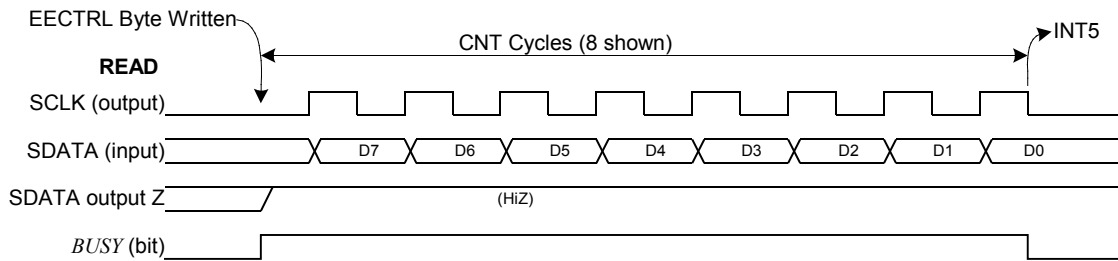 EECTRL Byte Written
CNT Cycles (8 shown)
INT5
READ
SCLK (output)
SDATA (input) D7 D6 D5 D4 D3 D2 D1 D0
SDATA output Z (HiZ)
BUSY (bit)